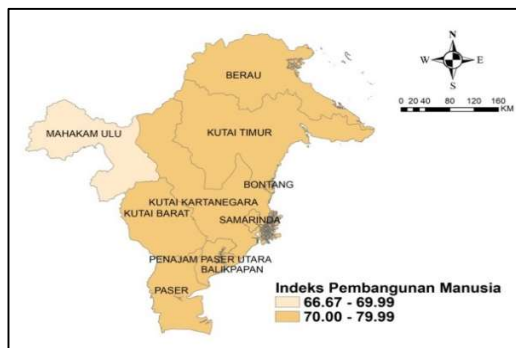 N
W E
S
0 20 40 80 120 160
KM
BERAU
MAHAKAM ULU
KUTAI TIMUR
BONTANG
KUTAI KARTANEGARA
KUTAI BARAT
SAMARINDA
PENAJAM PASER UTARA
BALIKPAPAN
PASER
Indeks Pembangunan Manusia
66.67 - 69.99
70.00 - 79.99